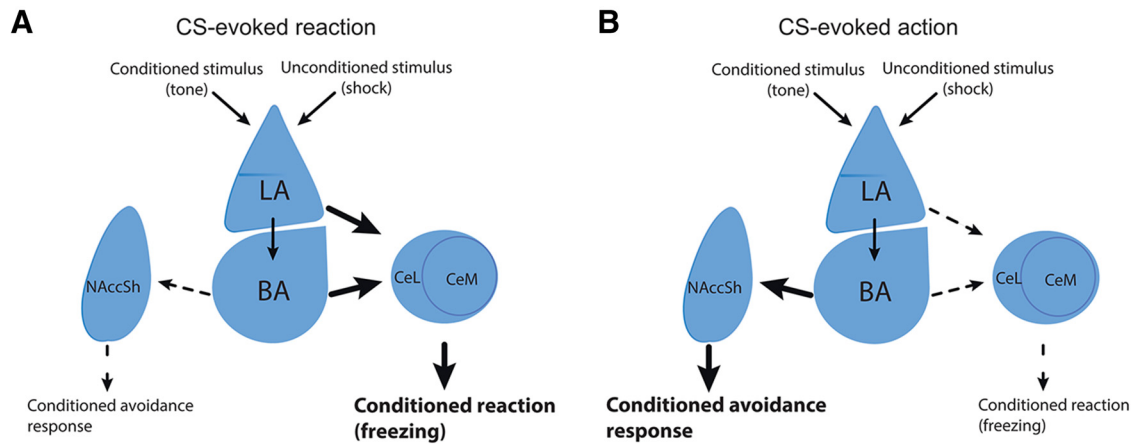 A
CS-evoked reaction
Conditioned stimulus
(tone)
Unconditioned stimulus
(shock)
LA
BA
NAccSh
CeL
CeM
Conditioned avoidance
response
Conditioned reaction
(freezing)
B
CS-evoked action
Conditioned stimulus
(tone)
Unconditioned stimulus
(shock)
LA
BA
NAccSh
CeL
CeM
Conditioned avoidance
response
Conditioned reaction
(freezing)